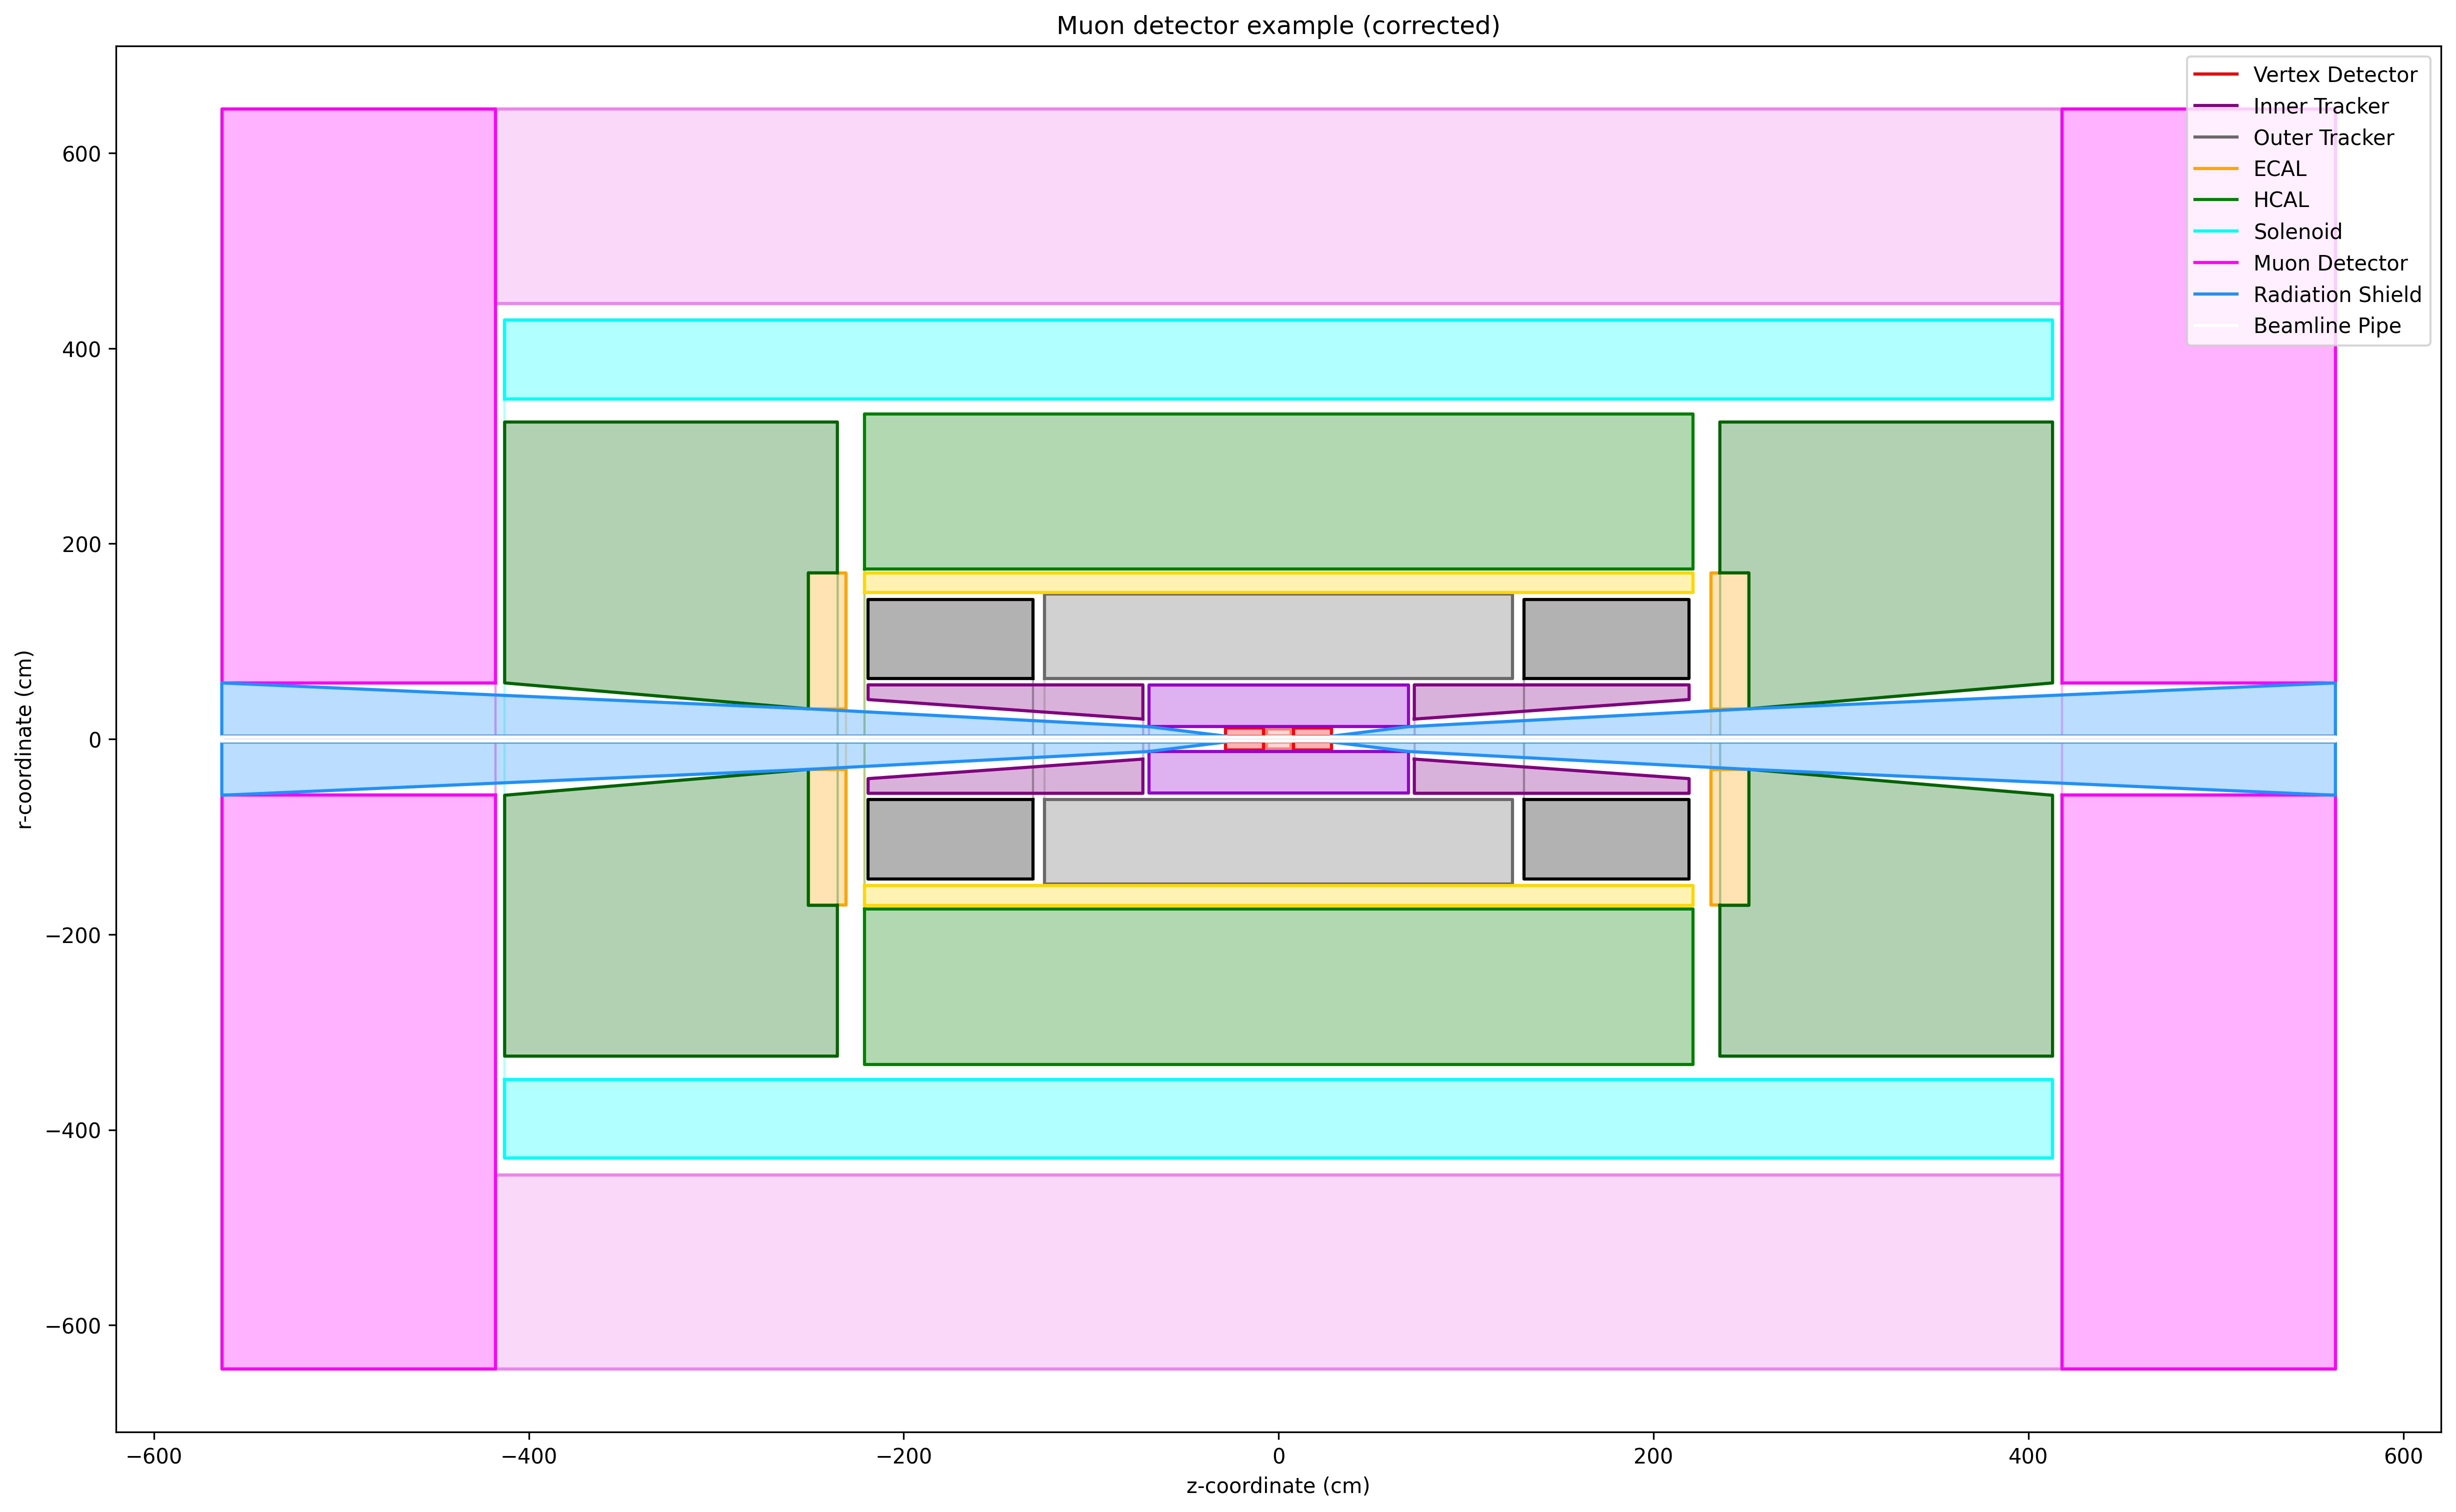 Muon detector example (corrected)
Vertex Detector
Inner Tracker
Outer Tracker
ECAL
HCAL
Solenoid
Muon Detector
Radiation Shield
Beamline Pipe
r-coordinate (cm)
600
400
200
0
−200
−400
−600
−600
−400
−200
0
200
400
600
z-coordinate (cm)